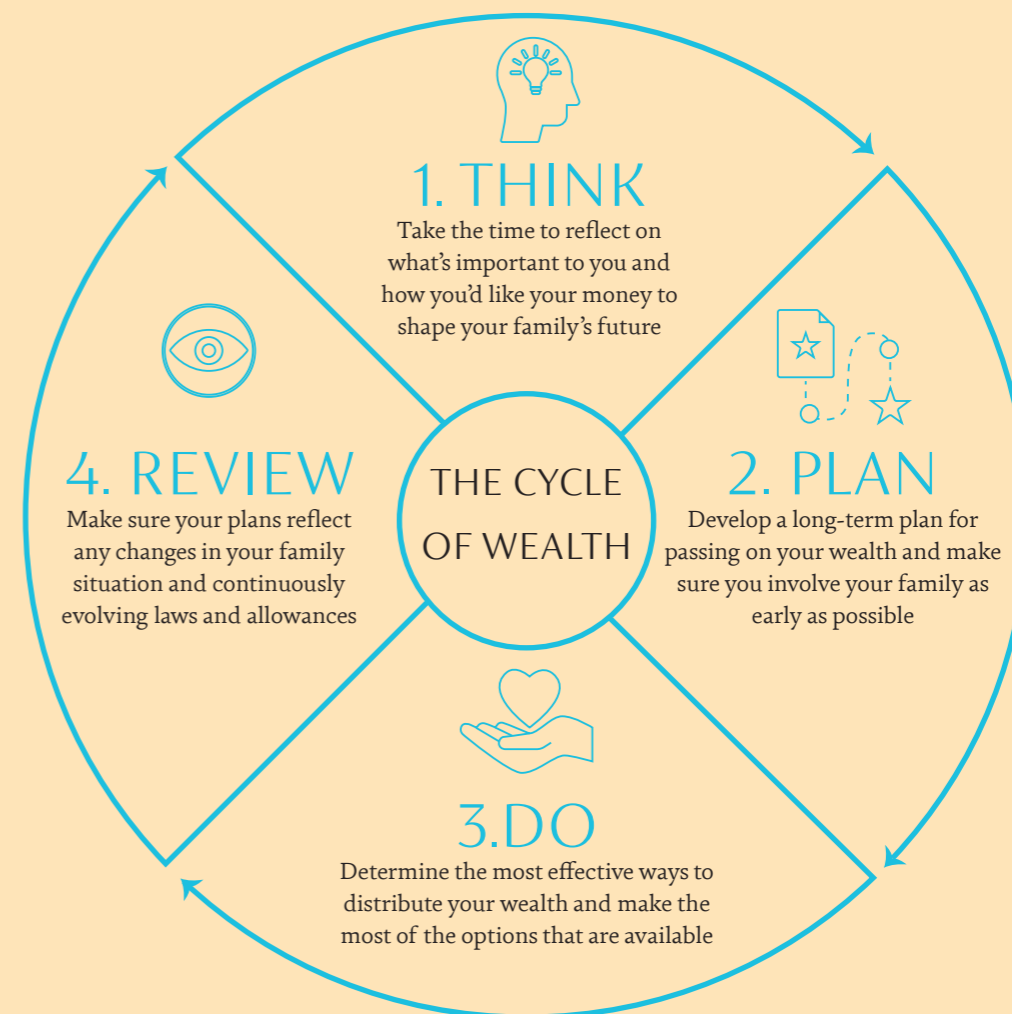 1. THINK
Take the time to reflect on
what's important to you and
how you'd like your money to
shape your family's future
2. PLAN
Develop a long-term plan for
passing on your wealth and make
sure you involve your family as
early as possible
3.DO
Determine the most effective ways to
distribute your wealth and make the
most of the options that are available
4. REVIEW
Make sure your plans reflect
any changes in your family
situation and continuously
evolving laws and allowances
THE CYCLE
OF WEALTH